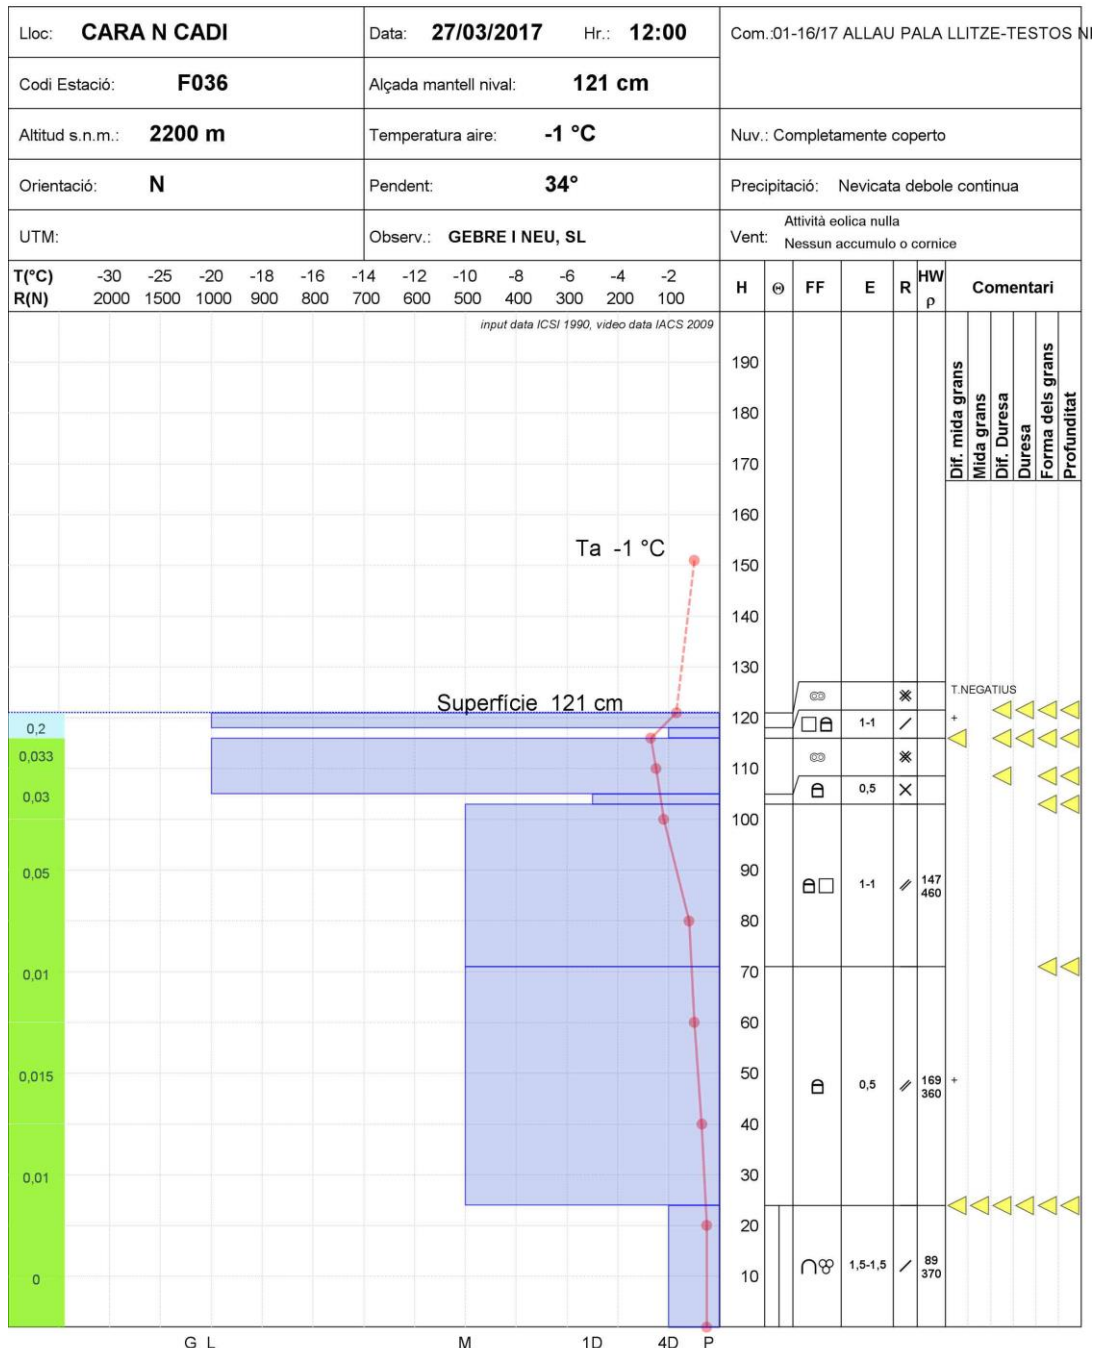 Lloc: CARA N CADI
Data: 27/03/2017 Hr.: 12:00
Com.:01-16/17 ALLAU PALA LLITZE-TESTOS NI
Codi Estació: F036
Alçada mantell nival: 121 cm
Altitud s.n.m.: 2200 m
Temperatura aire: -1 °C
Nuv.: Completamente coperto
Orientació: N
Pendent: 34°
Precipitació: Nevicata debole continua
UTM:
Observ.: GEBRE I NEU, SL
Vent: Attività eolica nulla
Nessun accumulo o cornice
T(°C) -30 -25 -20 -18 -16 -14 -12 -10 -8 -6 -4 -2
R(N) 2000 1500 1000 900 800 700 600 500 400 300 200 100
H Θ FF E R HW ρ Comentari
input data ICSI 1990, video data IACS 2009
Dif. mida grans
Mida grans
Dif. Duresa
Duresa
Forma dels grans
Profunditat
190
180
170
160
Ta -1 °C
150
140
130
T.NEGATIUS
Superfície 121 cm
120
0,2
1-1 +
0,033
110
0,03
0,5
100
90
0,05
1-1 147
460
80
70
0,01
60
50
0,015
0,5 169 +
360
40
30
0,01
20
0
1,5-1,5 89
370
10
G L M 1D 4D P